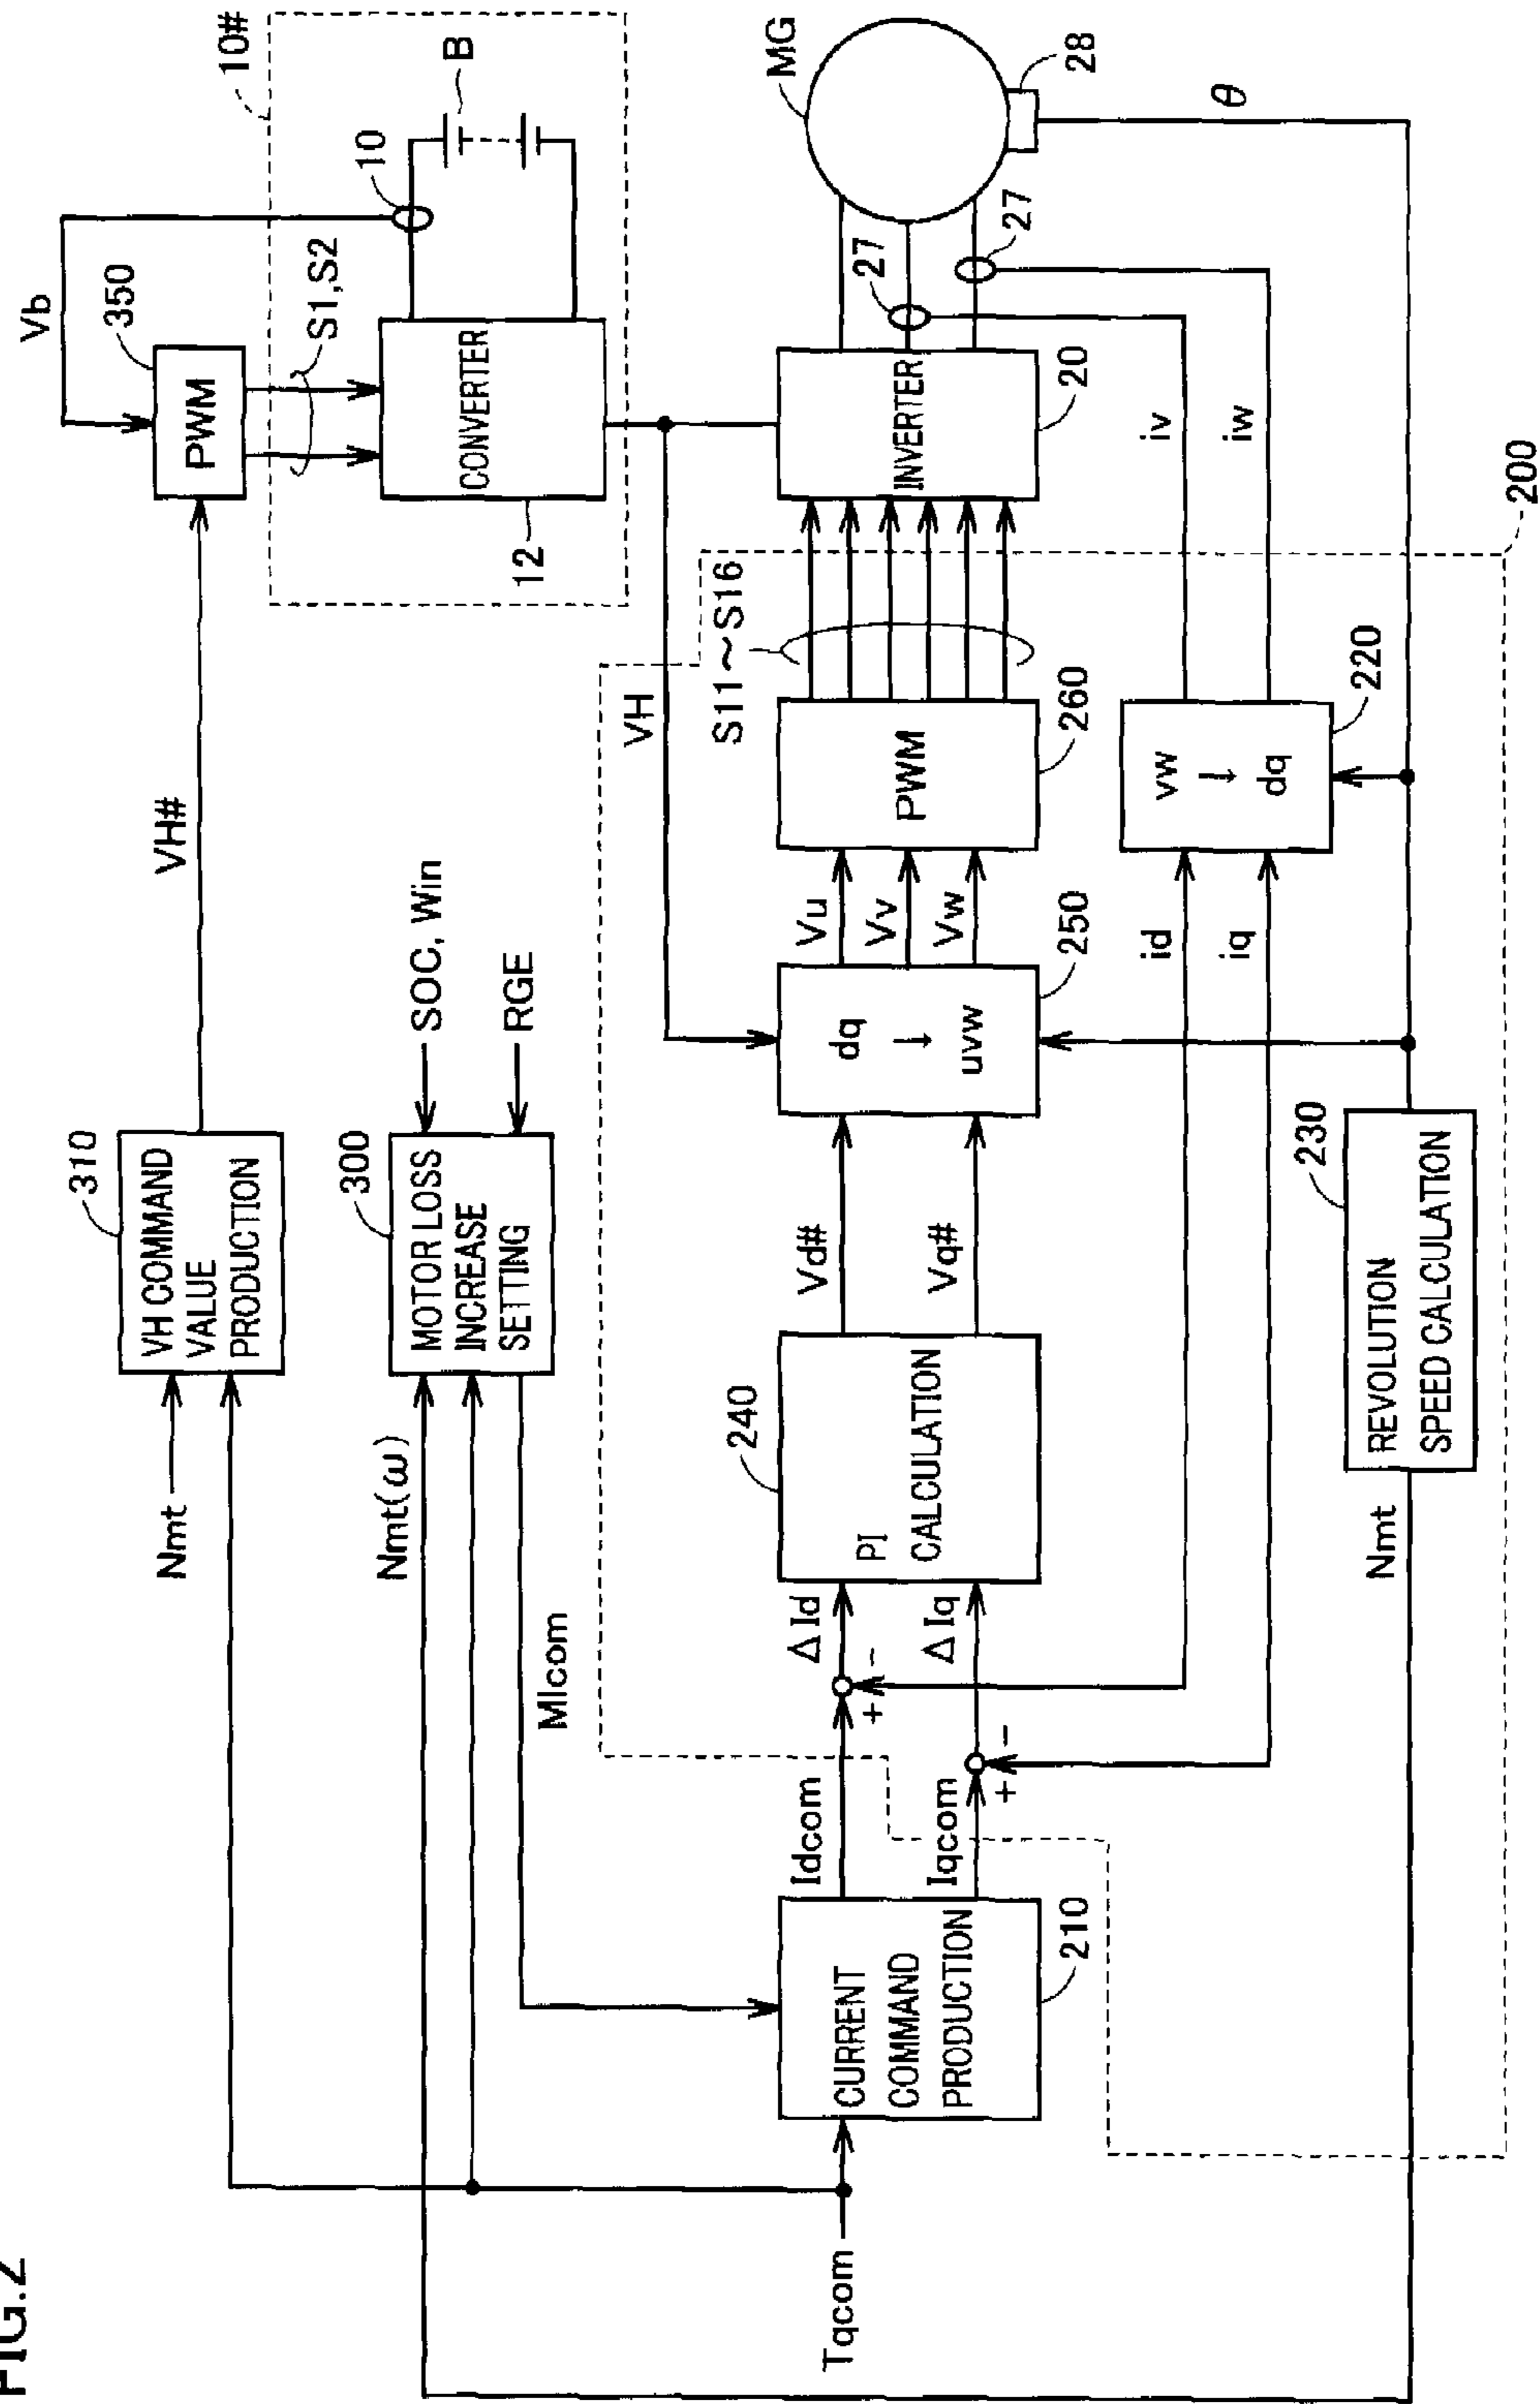 FIG.2
310
VH COMMAND
VALUE
PRODUCTION
Nmt
VH#
Vb
350
PWM
S1,S2
10#
10
B
CONVERTER
12
300
MOTOR LOSS
INCREASE
SETTING
SOC, Win
RGE
Nmt(ω)
Mlcom
VH
Tqcom
CURRENT
COMMAND
PRODUCTION
210
Idcom
Iqcom
+
-
+
-
ΔId
ΔIq
240
PI
CALCULATION
Vd#
Vq#
dq
↓
uvw
250
Vu
Vv
Vw
PWM
260
S11~S16
INVERTER
20
27
27
MG
28
θ
iv
iw
vw
↓
dq
220
id
iq
230
REVOLUTION
SPEED CALCULATION
Nmt
200